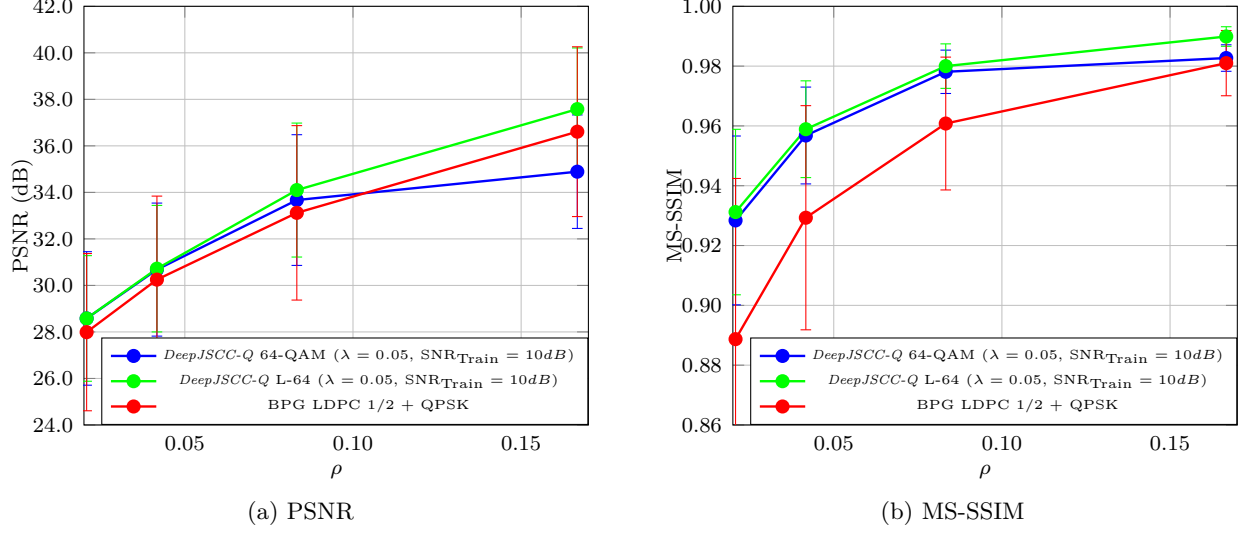 42.0
40.0
38.0
36.0
34.0
32.0
30.0
28.0
26.0
24.0
PSNR (dB)
DeepJSCC-Q 64-QAM (λ = 0.05, SNR_Train = 10dB)
DeepJSCC-Q L-64 (λ = 0.05, SNR_Train = 10dB)
BPG LDPC 1/2 + QPSK
0.05 0.10 0.15
ρ
(a) PSNR
1.00
0.98
0.96
0.94
0.92
0.90
0.88
0.86
MS-SSIM
DeepJSCC-Q 64-QAM (λ = 0.05, SNR_Train = 10dB)
DeepJSCC-Q L-64 (λ = 0.05, SNR_Train = 10dB)
BPG LDPC 1/2 + QPSK
0.05 0.10 0.15
ρ
(b) MS-SSIM